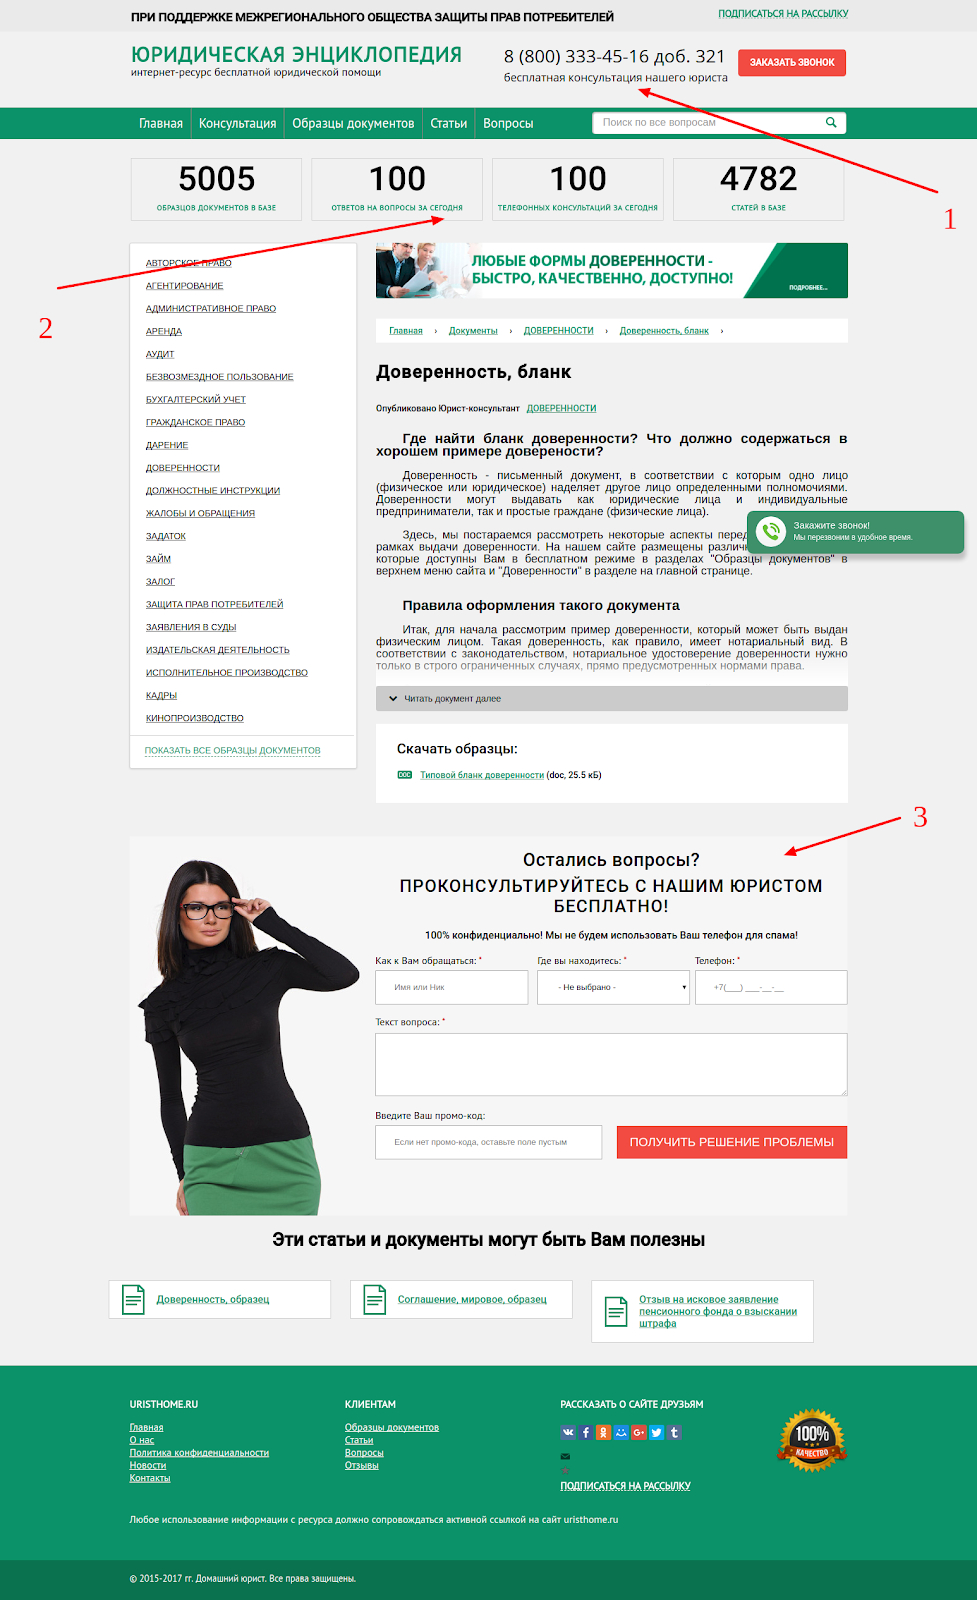 ПРИ ПОДДЕРЖКЕ МЕЖРЕГИОНАЛЬНОГО ОБЩЕСТВА ЗАЩИТЫ ПРАВ ПОТРЕБИТЕЛЕЙ
ПОДПИСАТЬСЯ НА РАССЫЛКУ
ЮРИДИЧЕСКАЯ ЭНЦИКЛОПЕДИЯ
интернет-ресурс бесплатной юридической помощи
8 (800) 333-45-16 доб. 321
бесплатная консультация нашего юриста
ЗАКАЗАТЬ ЗВОНОК
Главная Консультация Образцы документов Статьи Вопросы
Поиск по все вопросам
1
5005
ОБРАЗЦОВ ДОКУМЕНТОВ В БАЗЕ
100
ОТВЕТОВ НА ВОПРОСЫ ЗА СЕГОДНЯ
100
ТЕЛЕФОННЫХ КОНСУЛЬТАЦИЙ ЗА СЕГОДНЯ
4782
СТАТЕЙ В БАЗЕ
2
АВТОРСКОЕ ПРАВО
АГЕНТИРОВАНИЕ
АДМИНИСТРАТИВНОЕ ПРАВО
АРЕНДА
АУДИТ
БЕЗВОЗМЕЗДНОЕ ПОЛЬЗОВАНИЕ
БУХГАЛТЕРСКИЙ УЧЕТ
ГРАЖДАНСКОЕ ПРАВО
ДАРЕНИЕ
ДОВЕРЕННОСТИ
ДОЛЖНОСТНЫЕ ИНСТРУКЦИИ
ЖАЛОБЫ И ОБРАЩЕНИЯ
ЗАДАТОК
ЗАЙМ
ЗАЛОГ
ЗАЩИТА ПРАВ ПОТРЕБИТЕЛЕЙ
ЗАЯВЛЕНИЯ В СУДЫ
ИЗДАТЕЛЬСКАЯ ДЕЯТЕЛЬНОСТЬ
ИСПОЛНИТЕЛЬНОЕ ПРОИЗВОДСТВО
КАДРЫ
КИНОПРОИЗВОДСТВО
ПОКАЗАТЬ ВСЕ ОБРАЗЦЫ ДОКУМЕНТОВ
ЛЮБЫЕ ФОРМЫ ДОВЕРЕННОСТИ -
БЫСТРО, КАЧЕСТВЕННО, ДОСТУПНО!
ПОДРОБНЕЕ...
Главная › Документы › ДОВЕРЕННОСТИ › Доверенность, бланк ›
Доверенность, бланк
Опубликовано Юрист-консультант ДОВЕРЕННОСТИ
Где найти бланк доверенности? Что должно содержаться в
хорошем примере доверености?
Доверенность - письменный документ, в соответствии с которым одно лицо
(физическое или юридическое) наделяет другое лицо определенными полномочиями.
Доверенности могут выдавать как юридические лица и индивидуальные
предприниматели, так и простые граждане (физические лица).
Здесь, мы постараемся рассмотреть некоторые аспекты
рамках выдачи доверенности. На нашем сайте размещены
которые доступны Вам в бесплатном режиме в разделах "Образцы документов" в
верхнем меню сайта и "Доверенности" в разделе на главной странице.
Закажите звонок!
Мы перезвоним в удобное время.
Правила оформления такого документа
Итак, для начала рассмотрим пример доверенности, который может быть выдан
физическим лицом. Такая доверенность, как правило, имеет нотариальный вид. В
соответствии с законодательством, нотариальное удостоверение доверенности нужно
только в строго ограниченных случаях, прямо предусмотренных нормами права.
Читать документ далее
Скачать образцы:
DOC Типовой бланк доверенности (doc, 25.5 кБ)
3
Остались вопросы?
ПРОКОНСУЛЬТИРУЙТЕСЬ С НАШИМ ЮРИСТОМ
БЕСПЛАТНО!
100% конфиденциально! Мы не будем использовать Ваш телефон для спама!
Как к Вам обращаться: * Где вы находитесь: * Телефон: *
Имя или Ник - Не выбрано - +7(___) ___-__-__
Текст вопроса: *
Введите Ваш промо-код:
Если нет промо-кода, оставьте поле пустым
ПОЛУЧИТЬ РЕШЕНИЕ ПРОБЛЕМЫ
Эти статьи и документы могут быть Вам полезны
Доверенность, образец
Соглашение, мировое, образец
Отзыв на исковое заявление
пенсионного фонда о взыскании
штрафа
URISTHOME.RU
Главная
О нас
Политика конфиденциальности
Новости
Контакты
КЛИЕНТАМ
Образцы документов
Статьи
Вопросы
Отзывы
РАССКАЗАТЬ О САЙТЕ ДРУЗЬЯМ
ПОДПИСАТЬСЯ НА РАССЫЛКУ
100%
КАЧЕСТВО
Любое использование информации с ресурса должно сопровождаться активной ссылкой на сайт uristhome.ru
© 2015-2017 гг. Домашний юрист. Все права защищены.